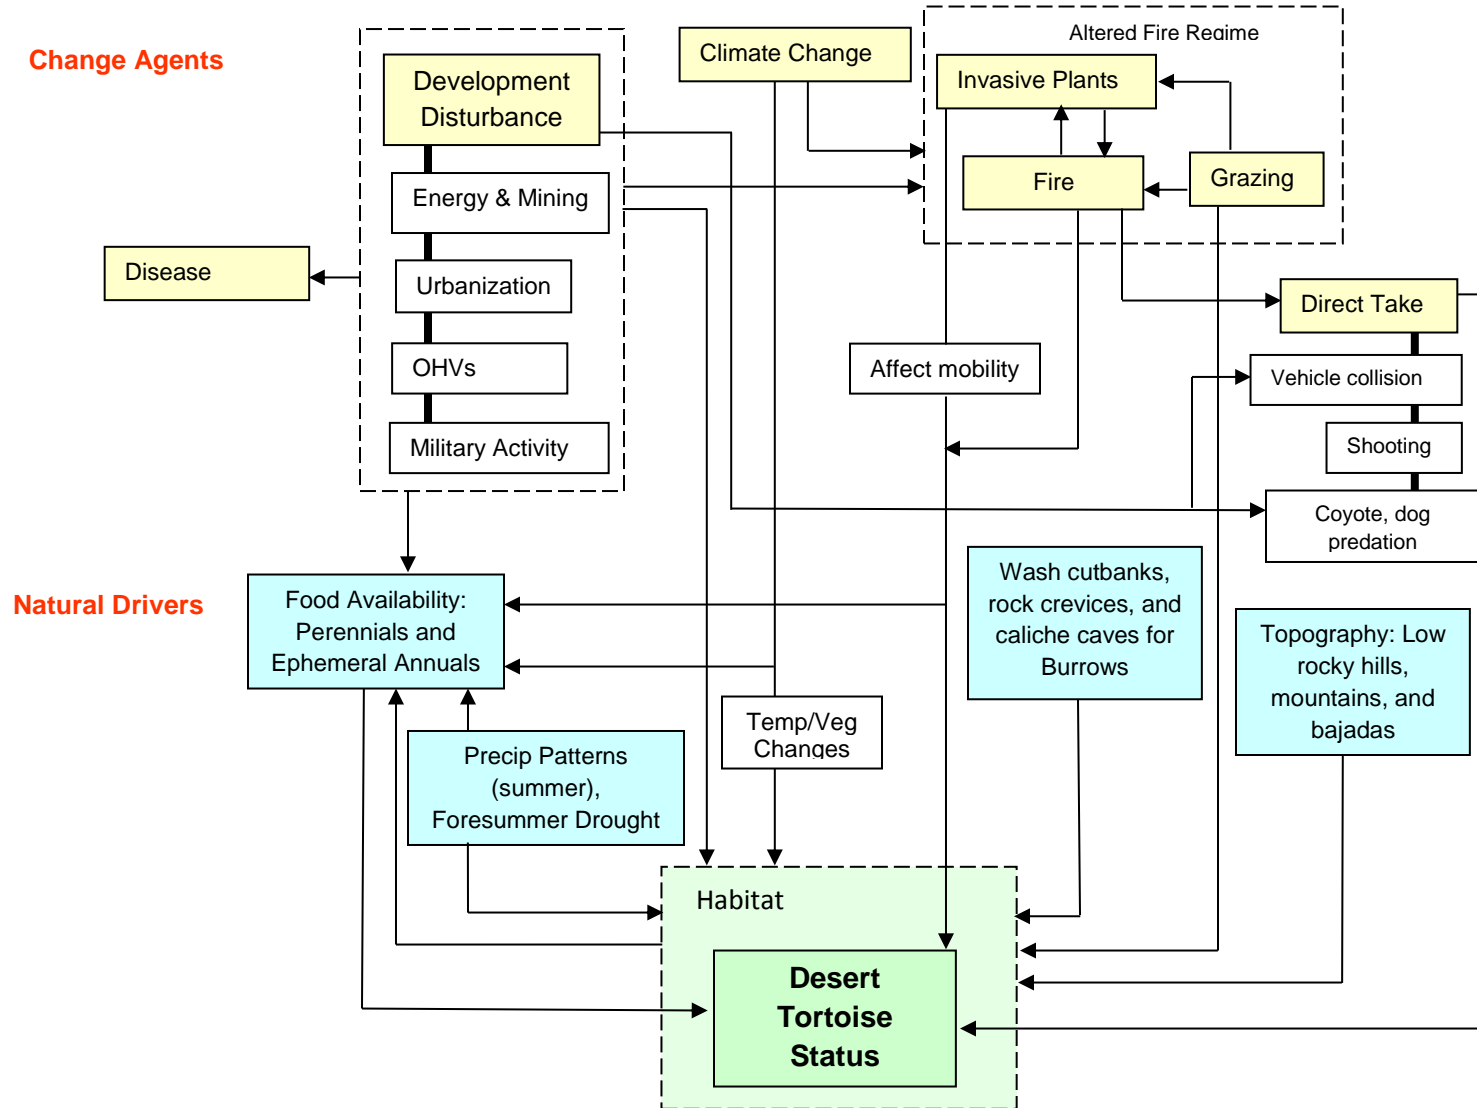 Change Agents
Development
Disturbance
Energy & Mining
Urbanization
OHVs
Military Activity
Disease
Climate Change
Altered Fire Regime
Invasive Plants
Fire
Grazing
Direct Take
Vehicle collision
Shooting
Coyote, dog
predation
Affect mobility
Natural Drivers
Food Availability:
Perennials and
Ephemeral Annuals
Precip Patterns
(summer),
Foresummer Drought
Temp/Veg
Changes
Wash cutbanks,
rock crevices, and
caliche caves for
Burrows
Topography: Low
rocky hills,
mountains, and
bajadas
Habitat
Desert
Tortoise
Status